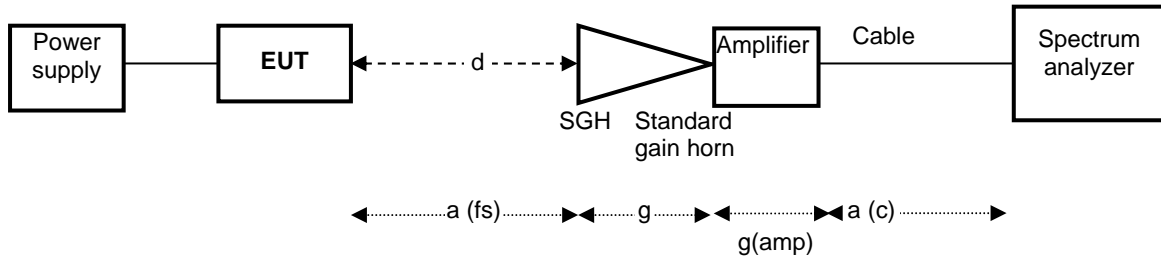 Power
supply
EUT
d
Amplifier
Cable
Spectrum
analyzer
SGH
Standard
gain horn
a (fs)
g
g(amp)
a (c)